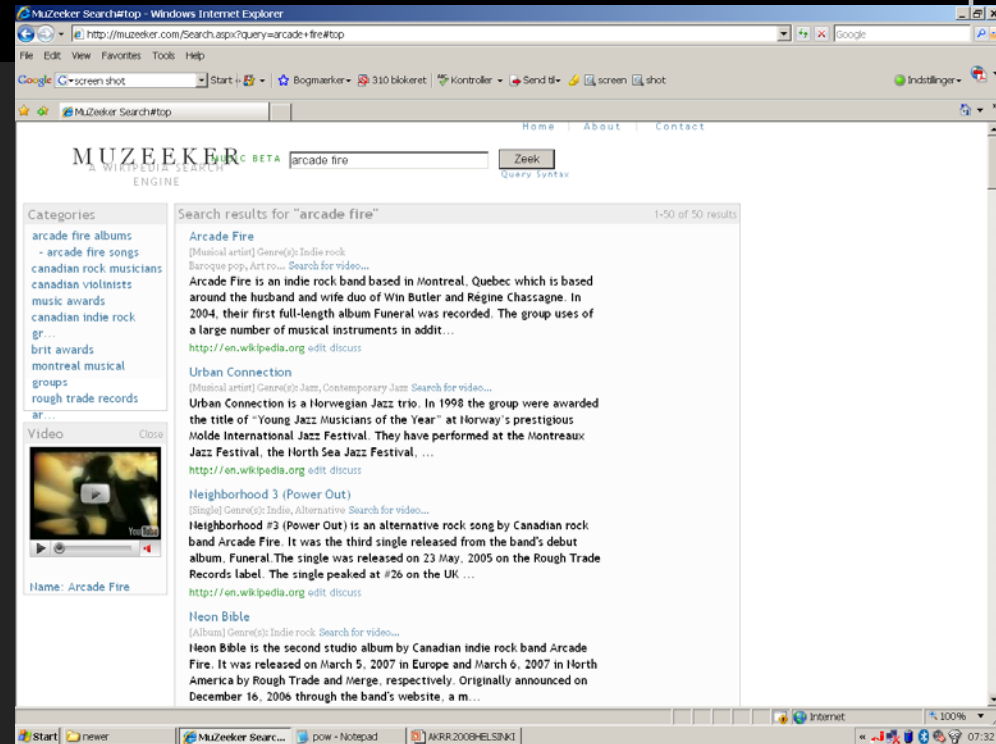 MuZeeker Search#top - Windows Internet Explorer
http://muzeeker.com/Search.aspx?query=arcade+fire#top
Google
File Edit View Favorites Tools Help
Google G screen shot Start Bogmærker 310 blokeret Kontroller Send til screen shot Indstillinger
MuZeeker Search#top
Home | About | Contact
MUZEEKER MUSIC BETA arcade fire Zeek
A WIKIPEDIA SEARCH ENGINE
Query Syntax
Categories
arcade fire albums
- arcade fire songs
canadian rock musicians
canadian violinists
music awards
canadian indie rock
gr...
brit awards
montreal musical
groups
rough trade records
ar...
Video Close
YouTube
Name: Arcade Fire
Search results for "arcade fire" 1-50 of 50 results
Arcade Fire
[Musical artist] Genre(s): Indie rock
Baroque pop, Art ro... Search for video...
Arcade Fire is an indie rock band based in Montreal, Quebec which is based
around the husband and wife duo of Win Butler and Régine Chassagne. In
2004, their first full-length album Funeral was recorded. The group uses of
a large number of musical instruments in addit...
http://en.wikipedia.org edit discuss
Urban Connection
[Musical artist] Genre(s): Jazz, Contemporary Jazz Search for video...
Urban Connection is a Norwegian Jazz trio. In 1998 the group were awarded
the title of "Young Jazz Musicians of the Year" at Norway's prestigious
Molde International Jazz Festival. They have performed at the Montreaux
Jazz Festival, the North Sea Jazz Festival, ...
http://en.wikipedia.org edit discuss
Neighborhood 3 (Power Out)
[Single] Genre(s): Indie, Alternative Search for video...
Neighborhood #3 (Power Out) is an alternative rock song by Canadian rock
band Arcade Fire. It was the third single released from the band's debut
album, Funeral.The single was released on 23 May, 2005 on the Rough Trade
Records label. The single peaked at #26 on the UK ...
http://en.wikipedia.org edit discuss
Neon Bible
[Album] Genre(s): Indie rock Search for video...
Neon Bible is the second studio album by Canadian indie rock band Arcade
Fire. It was released on March 5, 2007 in Europe and March 6, 2007 in North
America by Rough Trade and Merge, respectively. Originally announced on
December 16, 2006 through the band's website, a m...
Internet 100%
Start newer MuZeeker Searc... pow - Notepad AKRR2008HELSINKI 07:32